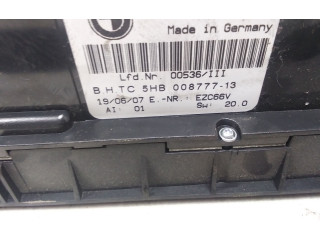 Made in Germany
Lfd.Nr. 00536/III
B.H.TC 5HB 008777-13
19/06/07 E.-NR.: EZC66V
AI: 01 SW: 20.0